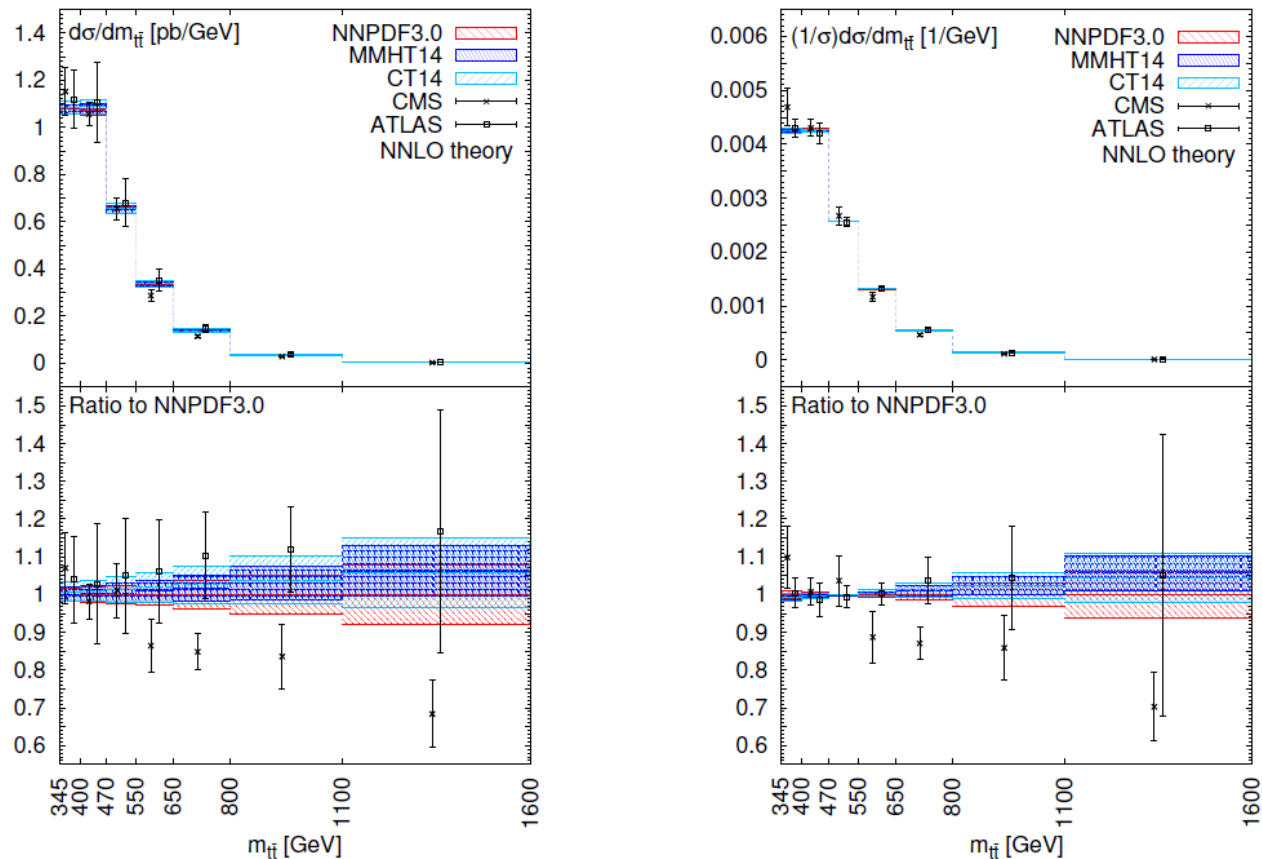 dσ/dm_tt̄ [pb/GeV]
NNPDF3.0
MMHT14
CT14
CMS
ATLAS
NNLO theory
1.4
1.2
1
0.8
0.6
0.4
0.2
0
Ratio to NNPDF3.0
1.5
1.4
1.3
1.2
1.1
1
0.9
0.8
0.7
0.6
345 400 470 550 650 800 1100 1600
m_tt̄ [GeV]
(1/σ)dσ/dm_tt̄ [1/GeV]
NNPDF3.0
MMHT14
CT14
CMS
ATLAS
NNLO theory
0.006
0.005
0.004
0.003
0.002
0.001
0
Ratio to NNPDF3.0
1.5
1.4
1.3
1.2
1.1
1
0.9
0.8
0.7
0.6
345 400 470 550 650 800 1100 1600
m_tt̄ [GeV]